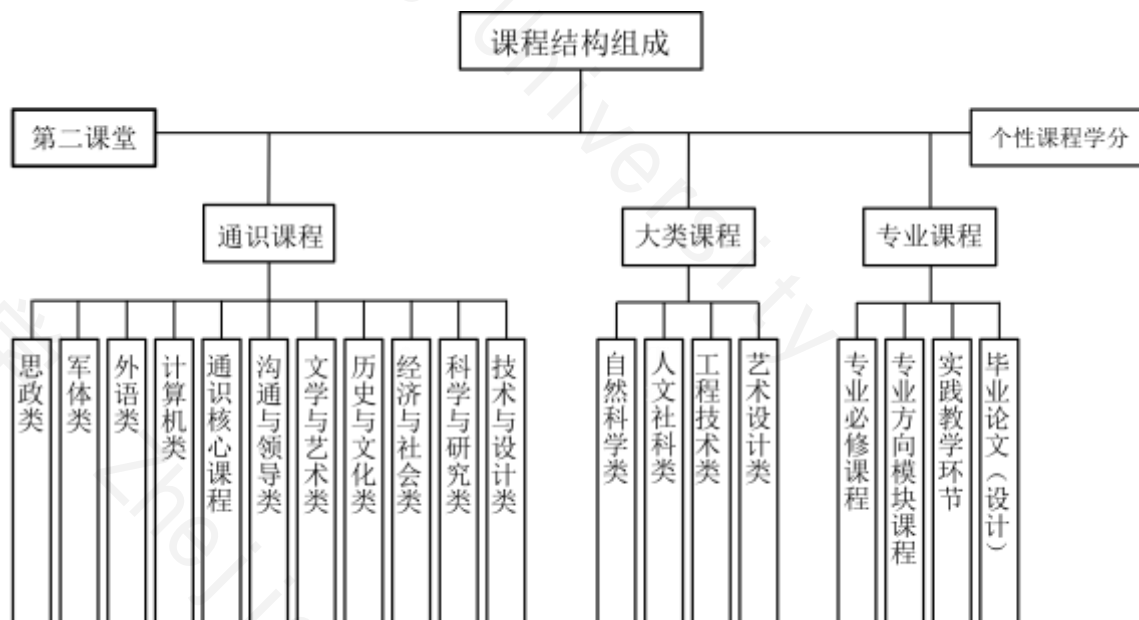 课程结构组成
第二课堂
个性课程学分
通识课程
大类课程
专业课程
思政类
军体类
外语类
计算机类
通识核心课程
沟通与领导类
文学与艺术类
历史与文化类
经济与社会类
科学与研究类
技术与设计类
自然科学类
人文社科类
工程技术类
艺术设计类
专业必修课程
专业方向模块课程
实践教学环节
毕业论文（设计）
University
学
Zheji